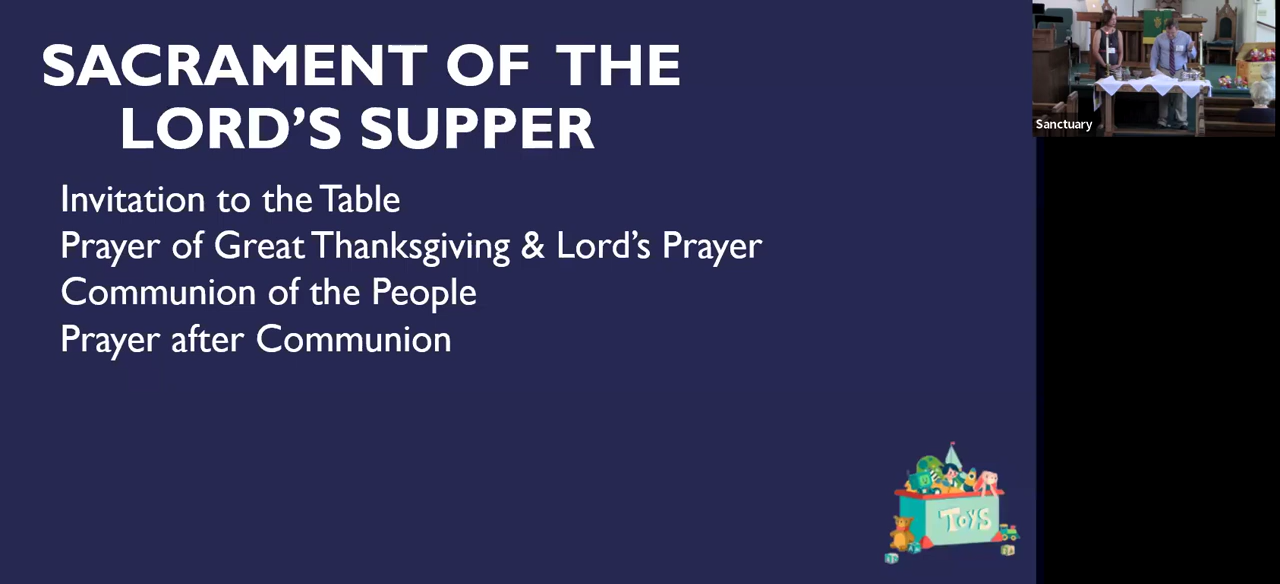 SACRAMENT OF THE
LORD'S SUPPER
Invitation to the Table
Prayer of Great Thanksgiving & Lord's Prayer
Communion of the People
Prayer after Communion
TOYS
Sanctuary